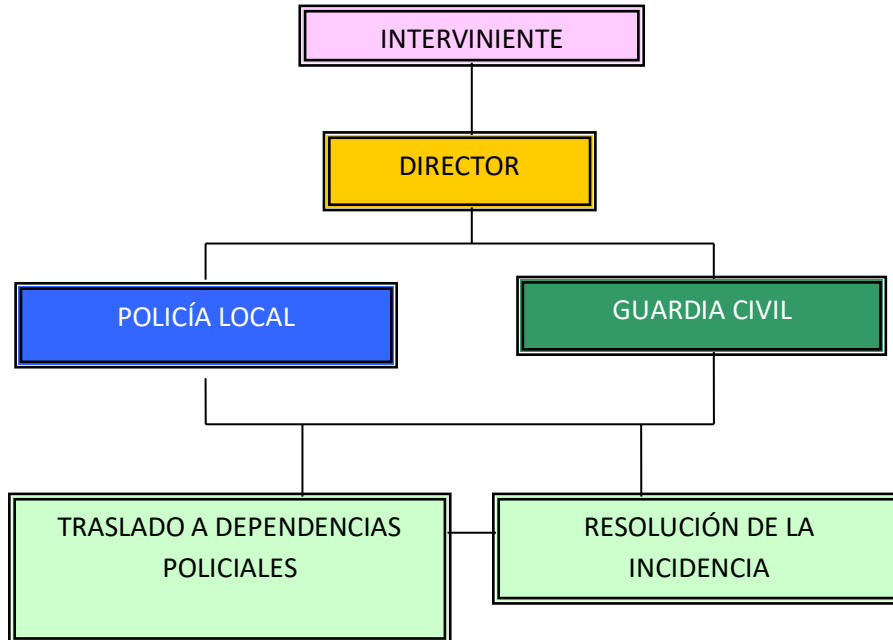 INTERVINIENTE
DIRECTOR
POLICÍA LOCAL
GUARDIA CIVIL
TRASLADO A DEPENDENCIAS
POLICIALES
RESOLUCIÓN DE LA
INCIDENCIA